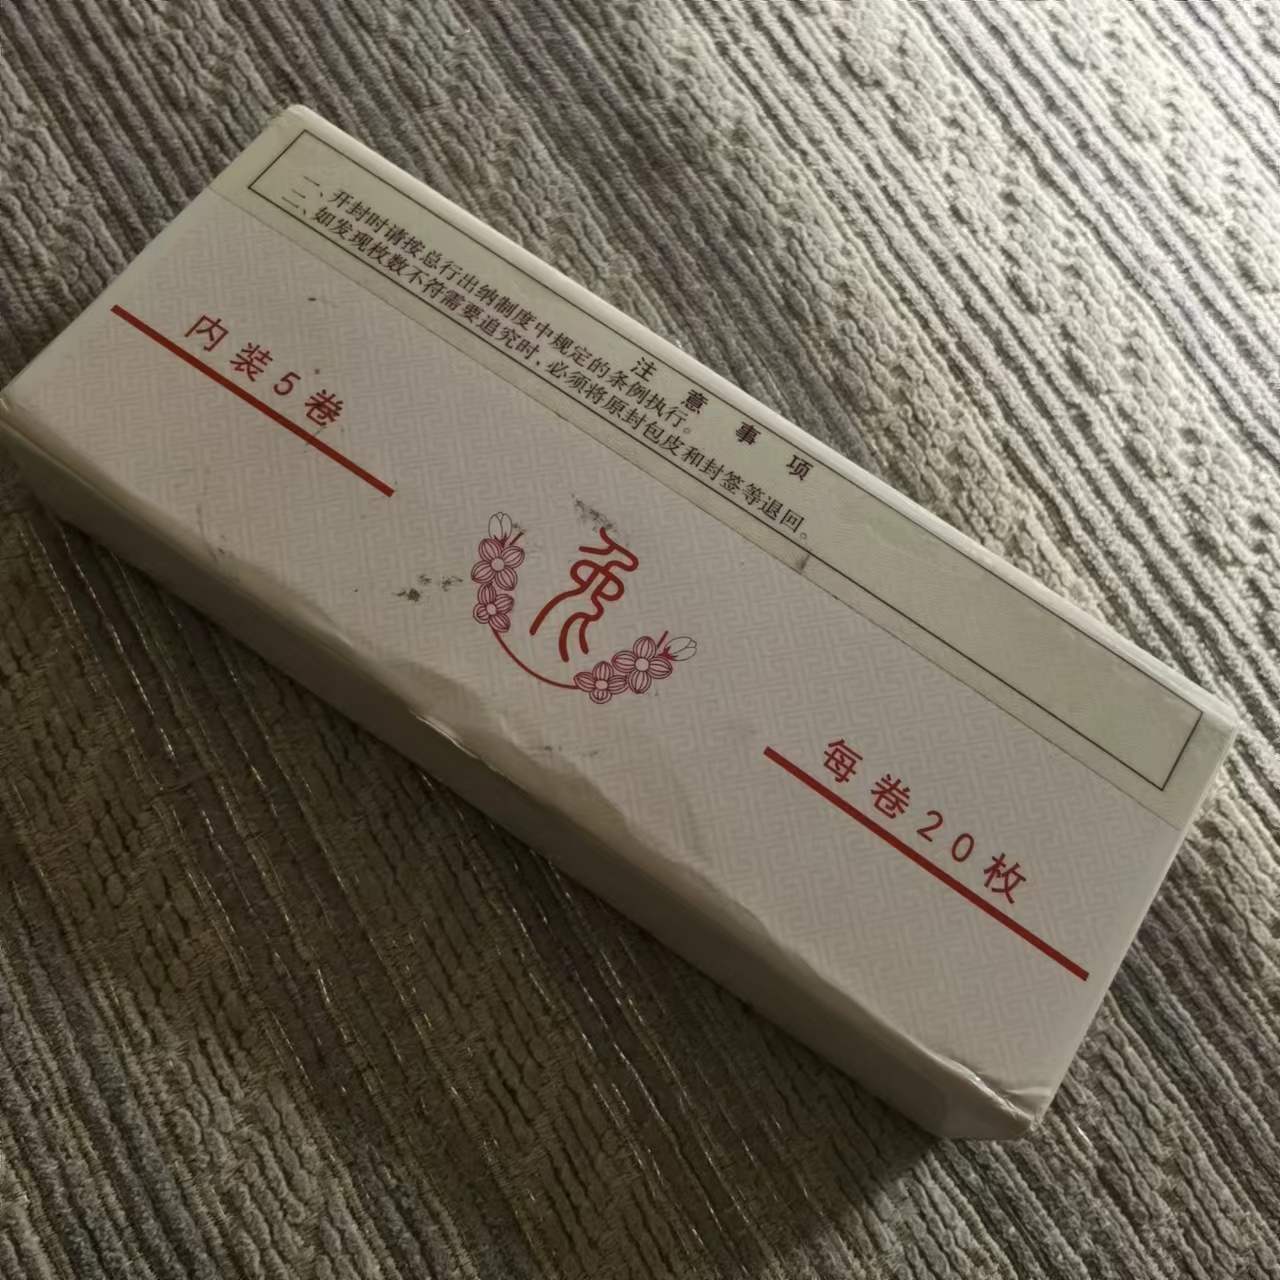 注意事项
一、开封时请按总行出纳制度中规定的条例执行。
二、如发现枚数不符需要追究时，必须将原封包皮和封签等退回。
内装5卷
兔
每卷20枚